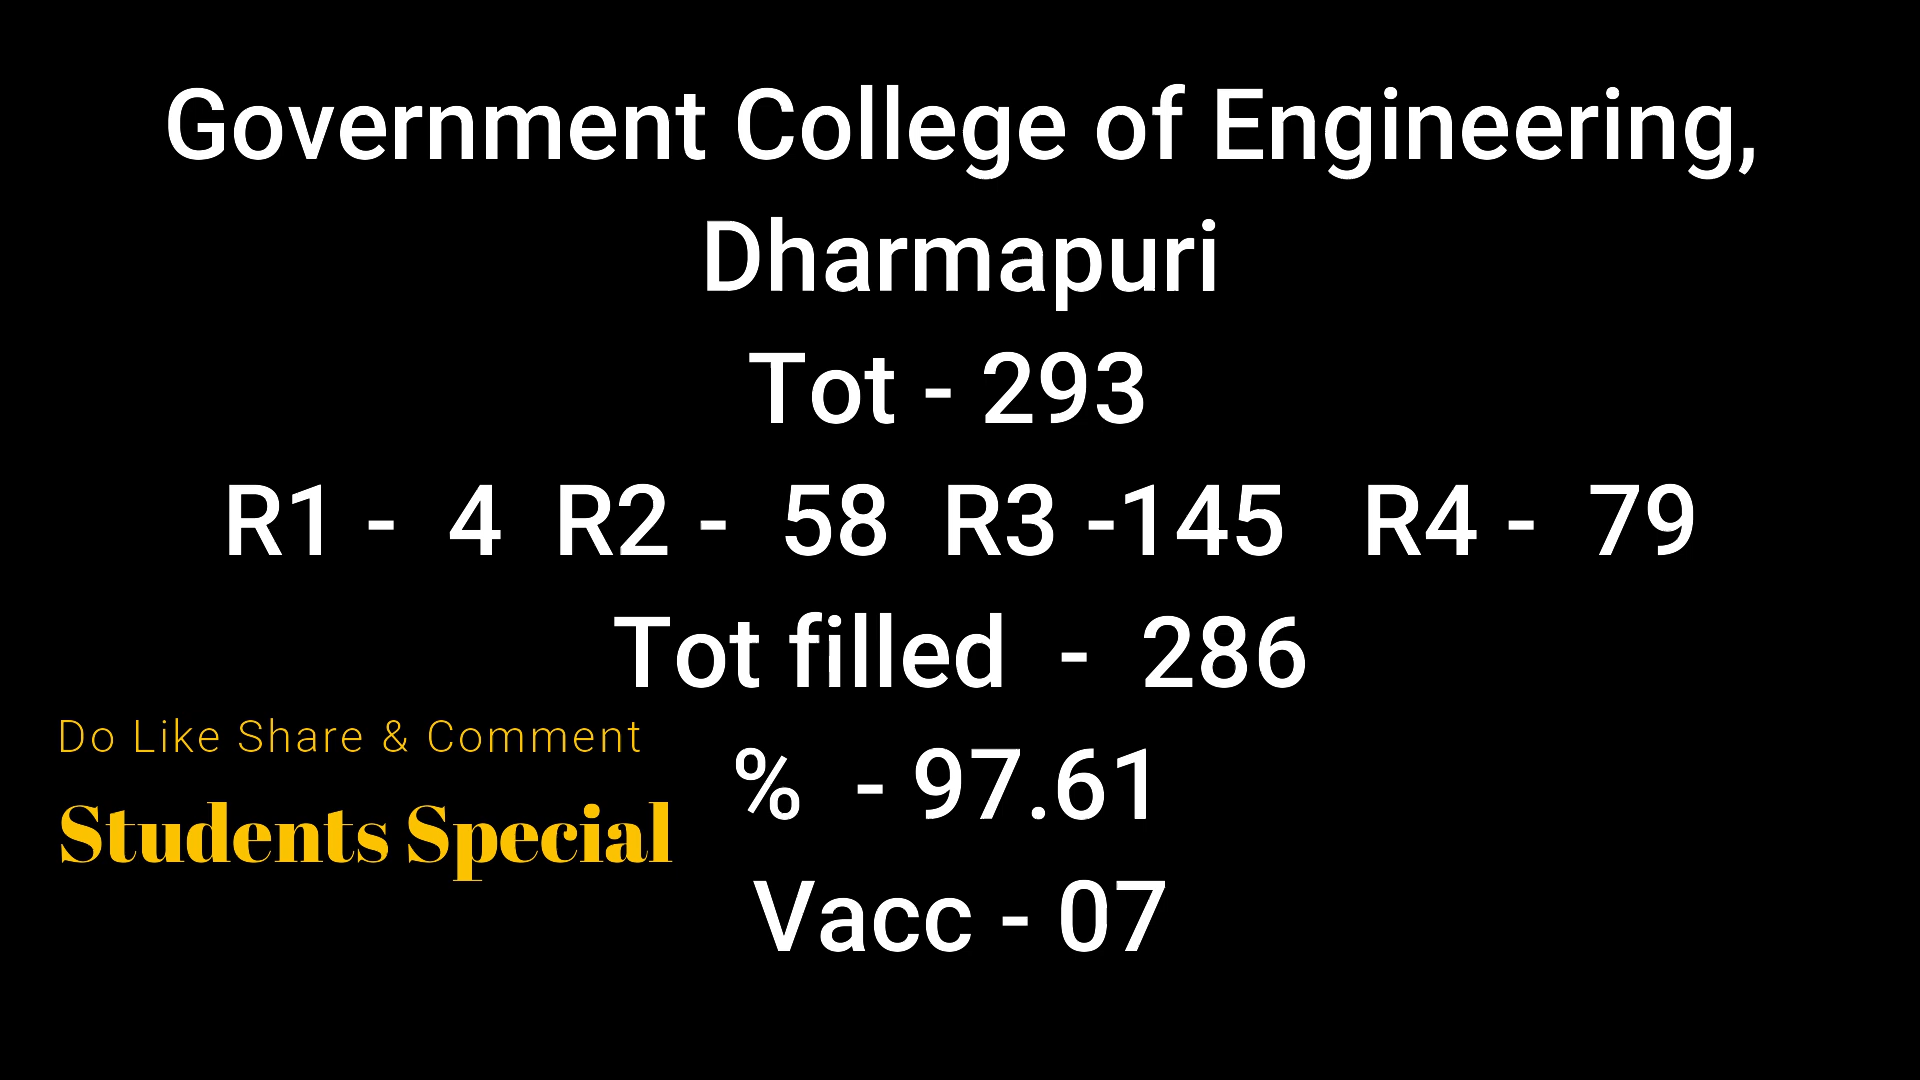 Government College of Engineering,
Dharmapuri
Tot - 293
R1 - 4 R2 - 58 R3 -145 R4 - 79
Tot filled - 286
% - 97.61
Vacc - 07
Do Like Share & Comment
Students Special